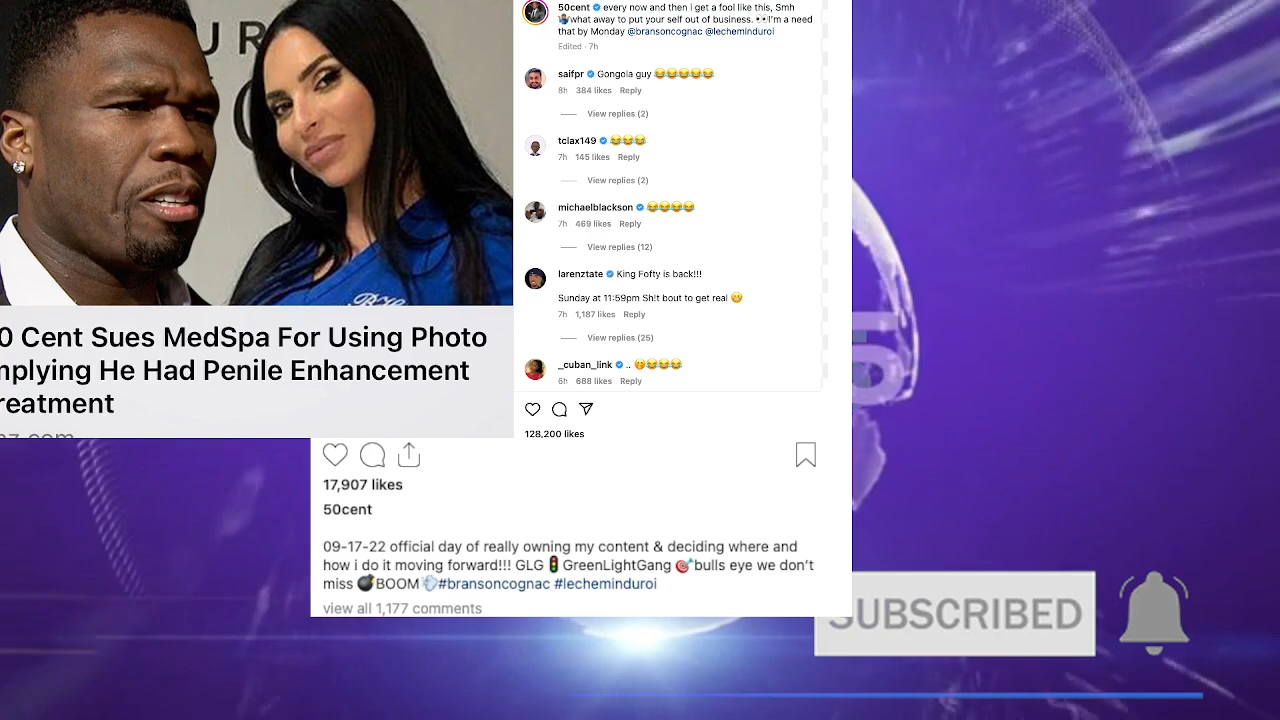 50cent every now and then i get a fool like this, Smh
🤷🏽‍♂️what away to put your self out of business. 👀i'm a need
that by Monday @bransoncognac @lecheminduroi
Edited · 7h
saifpr Gongola guy 😂😂😂😂😂
8h 384 likes Reply
View replies (2)
tclax149 😂😂😂
7h 145 likes Reply
View replies (2)
michaelblackson 😂😂😂😂
7h 469 likes Reply
View replies (12)
larenztate King Fofty is back!!!
Sunday at 11:59pm Sh!t bout to get real 😁
7h 1,187 likes Reply
View replies (25)
_cuban_link .. 🤭😂😂😂
6h 688 likes Reply
128,200 likes
0 Cent Sues MedSpa For Using Photo
mplying He Had Penile Enhancement
reatment
17,907 likes
50cent
09-17-22 official day of really owning my content & deciding where and
how i do it moving forward!!! GLG🚦GreenLightGang 🎯bulls eye we don't
miss 💣BOOM💨#bransoncognac #lecheminduroi
view all 1,177 comments
SUBSCRIBED